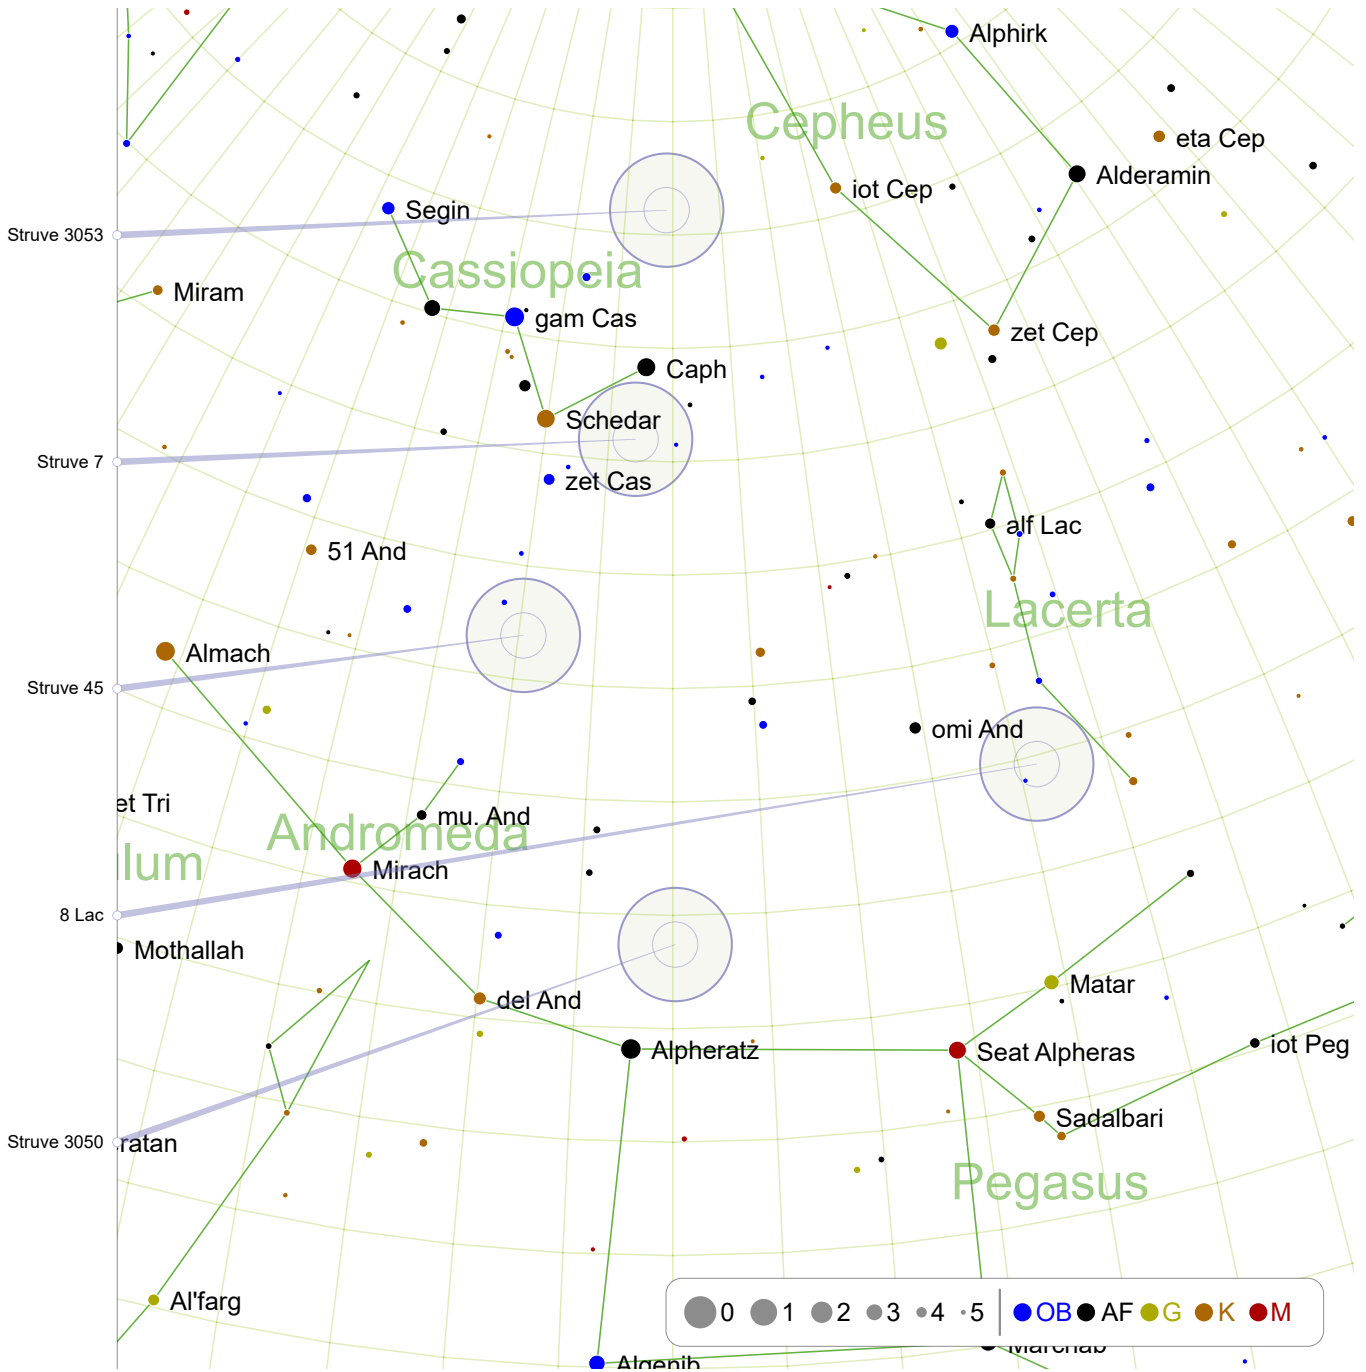 Alphirk
Cepheus
eta Cep
Alderamin
iot Cep
Segin
Struve 3053
Cassiopeia
Miram
gam Cas
zet Cep
Caph
Schedar
Struve 7
zet Cas
alf Lac
51 And
Lacerta
Almach
Struve 45
omi And
et Tri
mu. And
Andromeda
lum
Mirach
8 Lac
Mothallah
Matar
del And
Alpheratz
Seat Alpheras
iot Peg
Sadalbari
Struve 3050
ratan
Pegasus
Al'farg
0 1 2 3 4 5 OB AF G K M
Marchab
Algenib